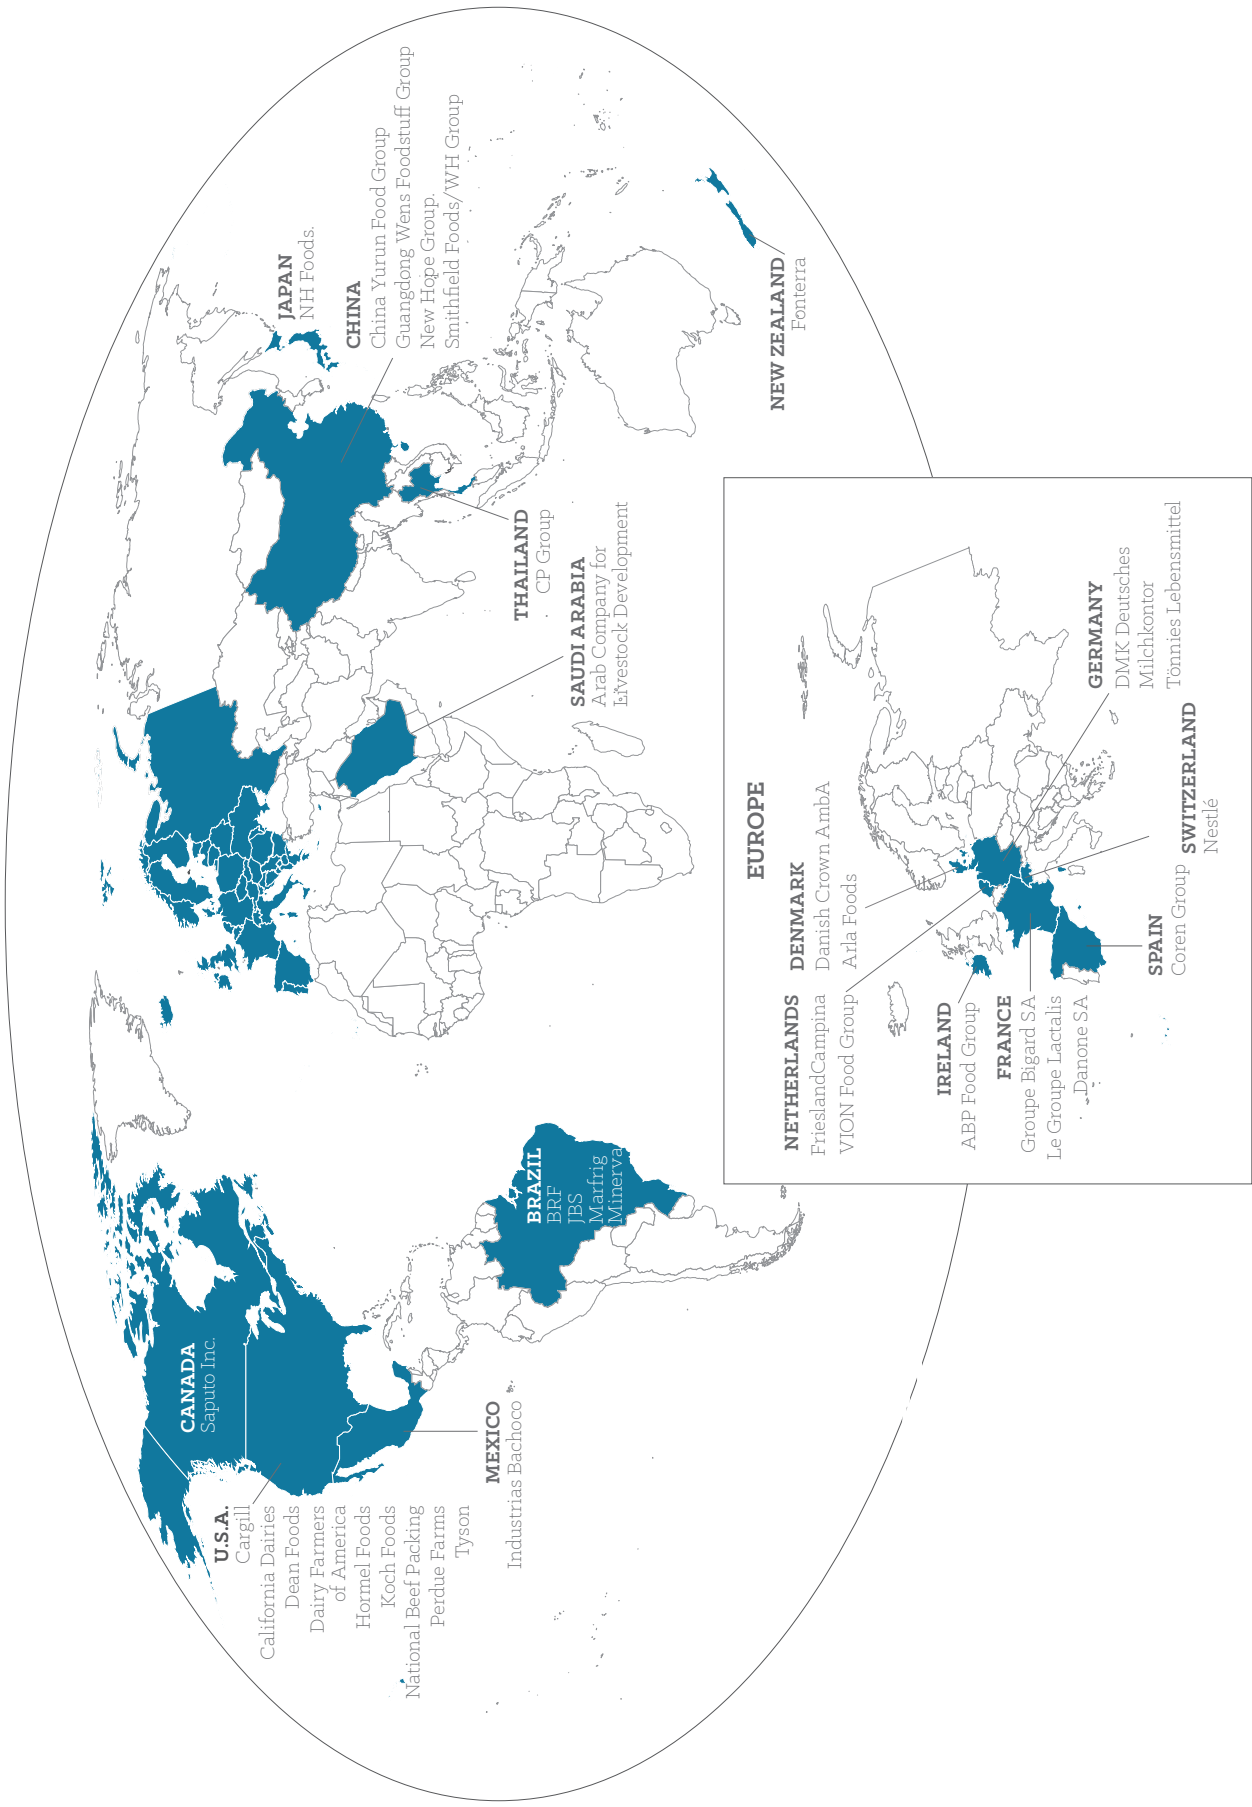 CANADA
Saputo Inc.
U.S.A.
Cargill
California Dairies
Dean Foods
Dairy Farmers
of America
Hormel Foods
Koch Foods
National Beef Packing
Perdue Farms
Tyson
MEXICO
Industrias Bachoco
BRAZIL
BRF
JBS
Marfrig
Minerva
SAUDI ARABIA
Arab Company for
Livestock Development
THAILAND
CP Group
JAPAN
NH Foods.
CHINA
China Yurun Food Group
Guangdong Wens Foodstuff Group
New Hope Group.
Smithfield Foods/WH Group
NEW ZEALAND
Fonterra
EUROPE
NETHERLANDS
FrieslandCampina
VION Food Group
DENMARK
Danish Crown AmbA
Arla Foods
IRELAND
ABP Food Group
FRANCE
Groupe Bigard SA
Le Groupe Lactalis
Danone SA
GERMANY
DMK Deutsches
Milchkontor
Tönnies Lebensmittel
SPAIN
Coren Group
SWITZERLAND
Nestlé